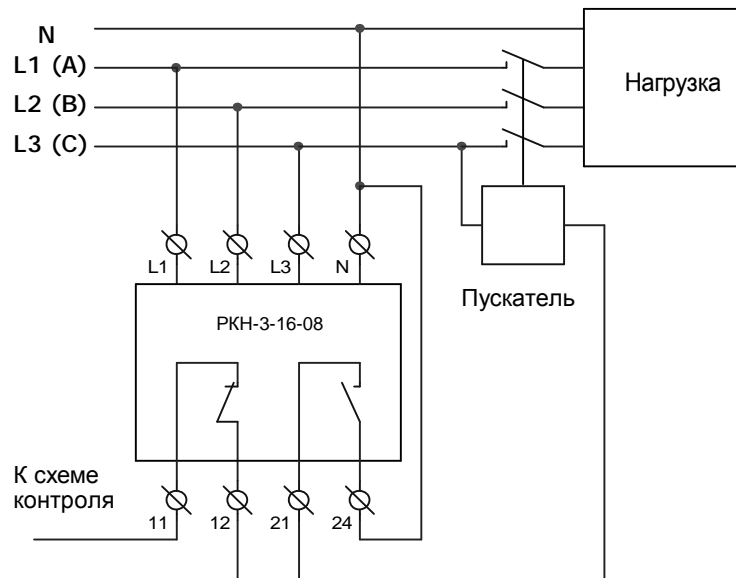 N
L1 (A)
L2 (B)
L3 (C)
Нагрузка
L1
L2
L3
N
Пускатель
РКН-3-16-08
К схеме
контроля
11
12
21
24